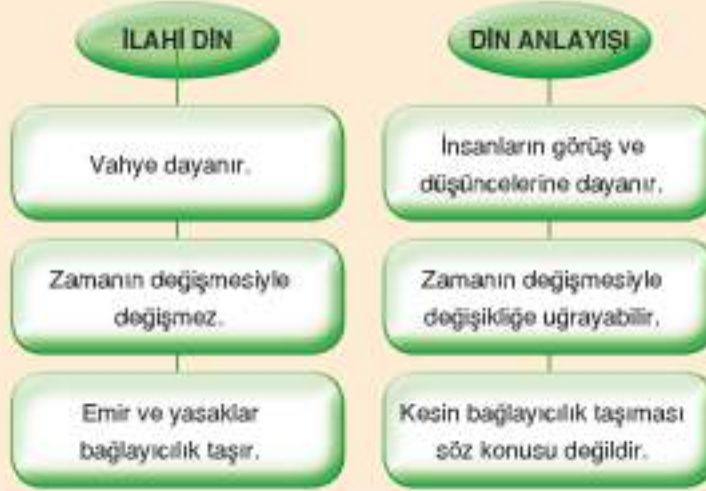 İLAHİ DİN
Vahye dayanır.
Zamanın değişmesiyle
değişmez.
Emir ve yasaklar
bağlayıcılık taşır.
DİN ANLAYIŞI
İnsanların görüş ve
düşüncelerine dayanır.
Zamanın değişmesiyle
değişikliğe uğrayabilir.
Kesin bağlayıcılık taşıması
söz konusu değildir.